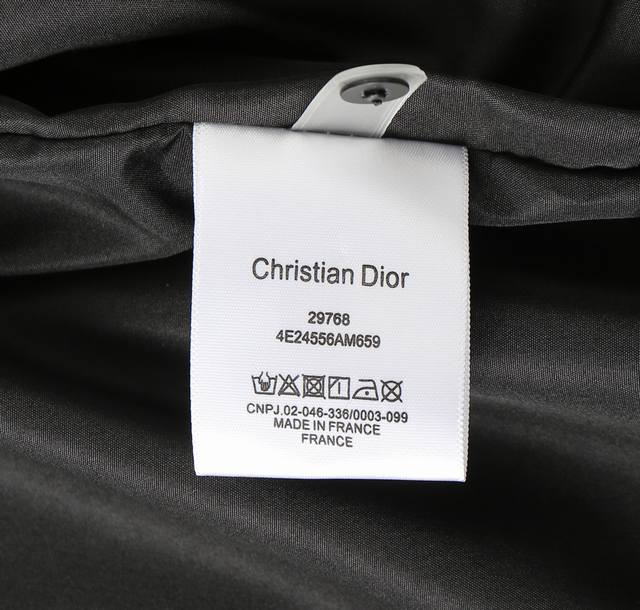 Christian Dior
29768
4E24556AM659
CNPJ.02-046-336/0003-099
MADE IN FRANCE
FRANCE